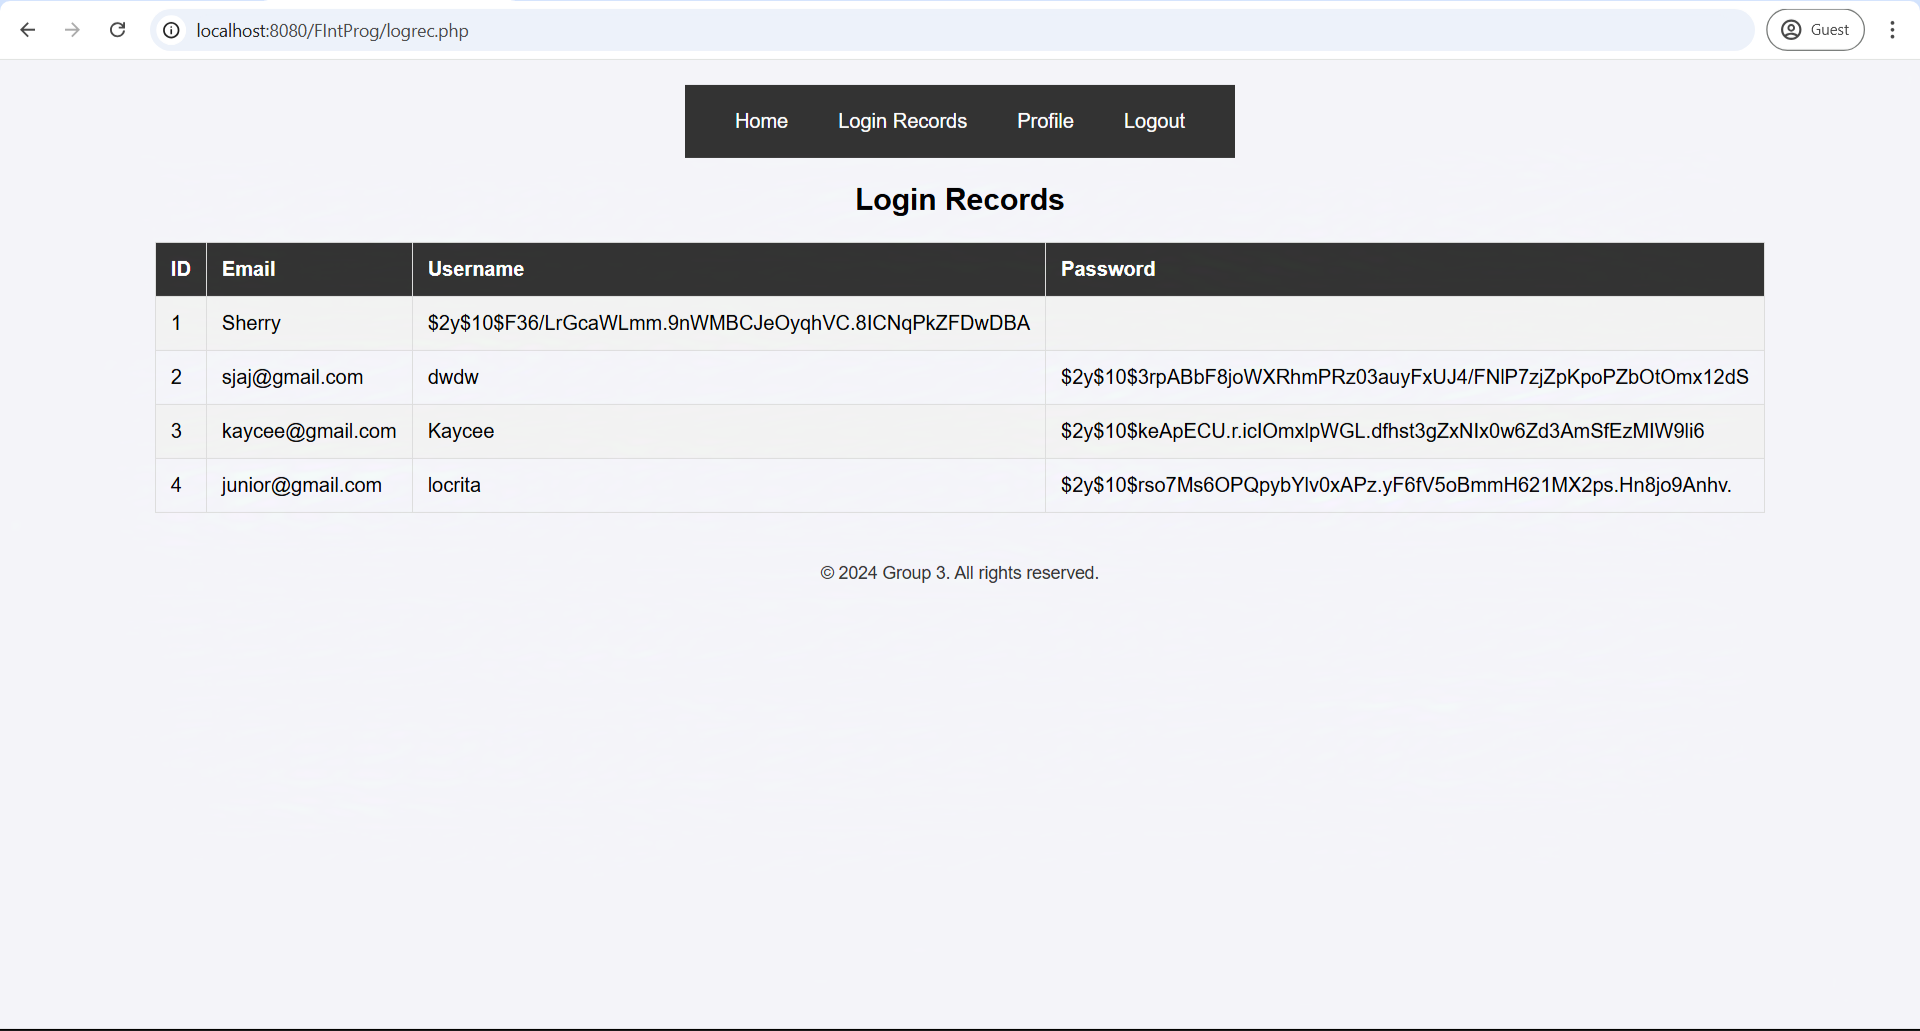 localhost:8080/FIntProg/logrec.php
Guest
Home Login Records Profile Logout
Login Records
ID Email Username Password
1 Sherry $2y$10$F36/LrGcaWLmm.9nWMBCJeOyqhVC.8ICNqPkZFDwDBA
2 sjaj@gmail.com dwdw $2y$10$3rpABbF8joWXRhmPRz03auyFxUJ4/FNlP7zjZpKpoPZbOtOmx12dS
3 kaycee@gmail.com Kaycee $2y$10$keApECU.r.icIOmxlpWGL.dfhst3gZxNIx0w6Zd3AmSfEzMIW9li6
4 junior@gmail.com locrita $2y$10$rso7Ms6OPQpybYlv0xAPz.yF6fV5oBmmH621MX2ps.Hn8jo9Anhv.
© 2024 Group 3. All rights reserved.